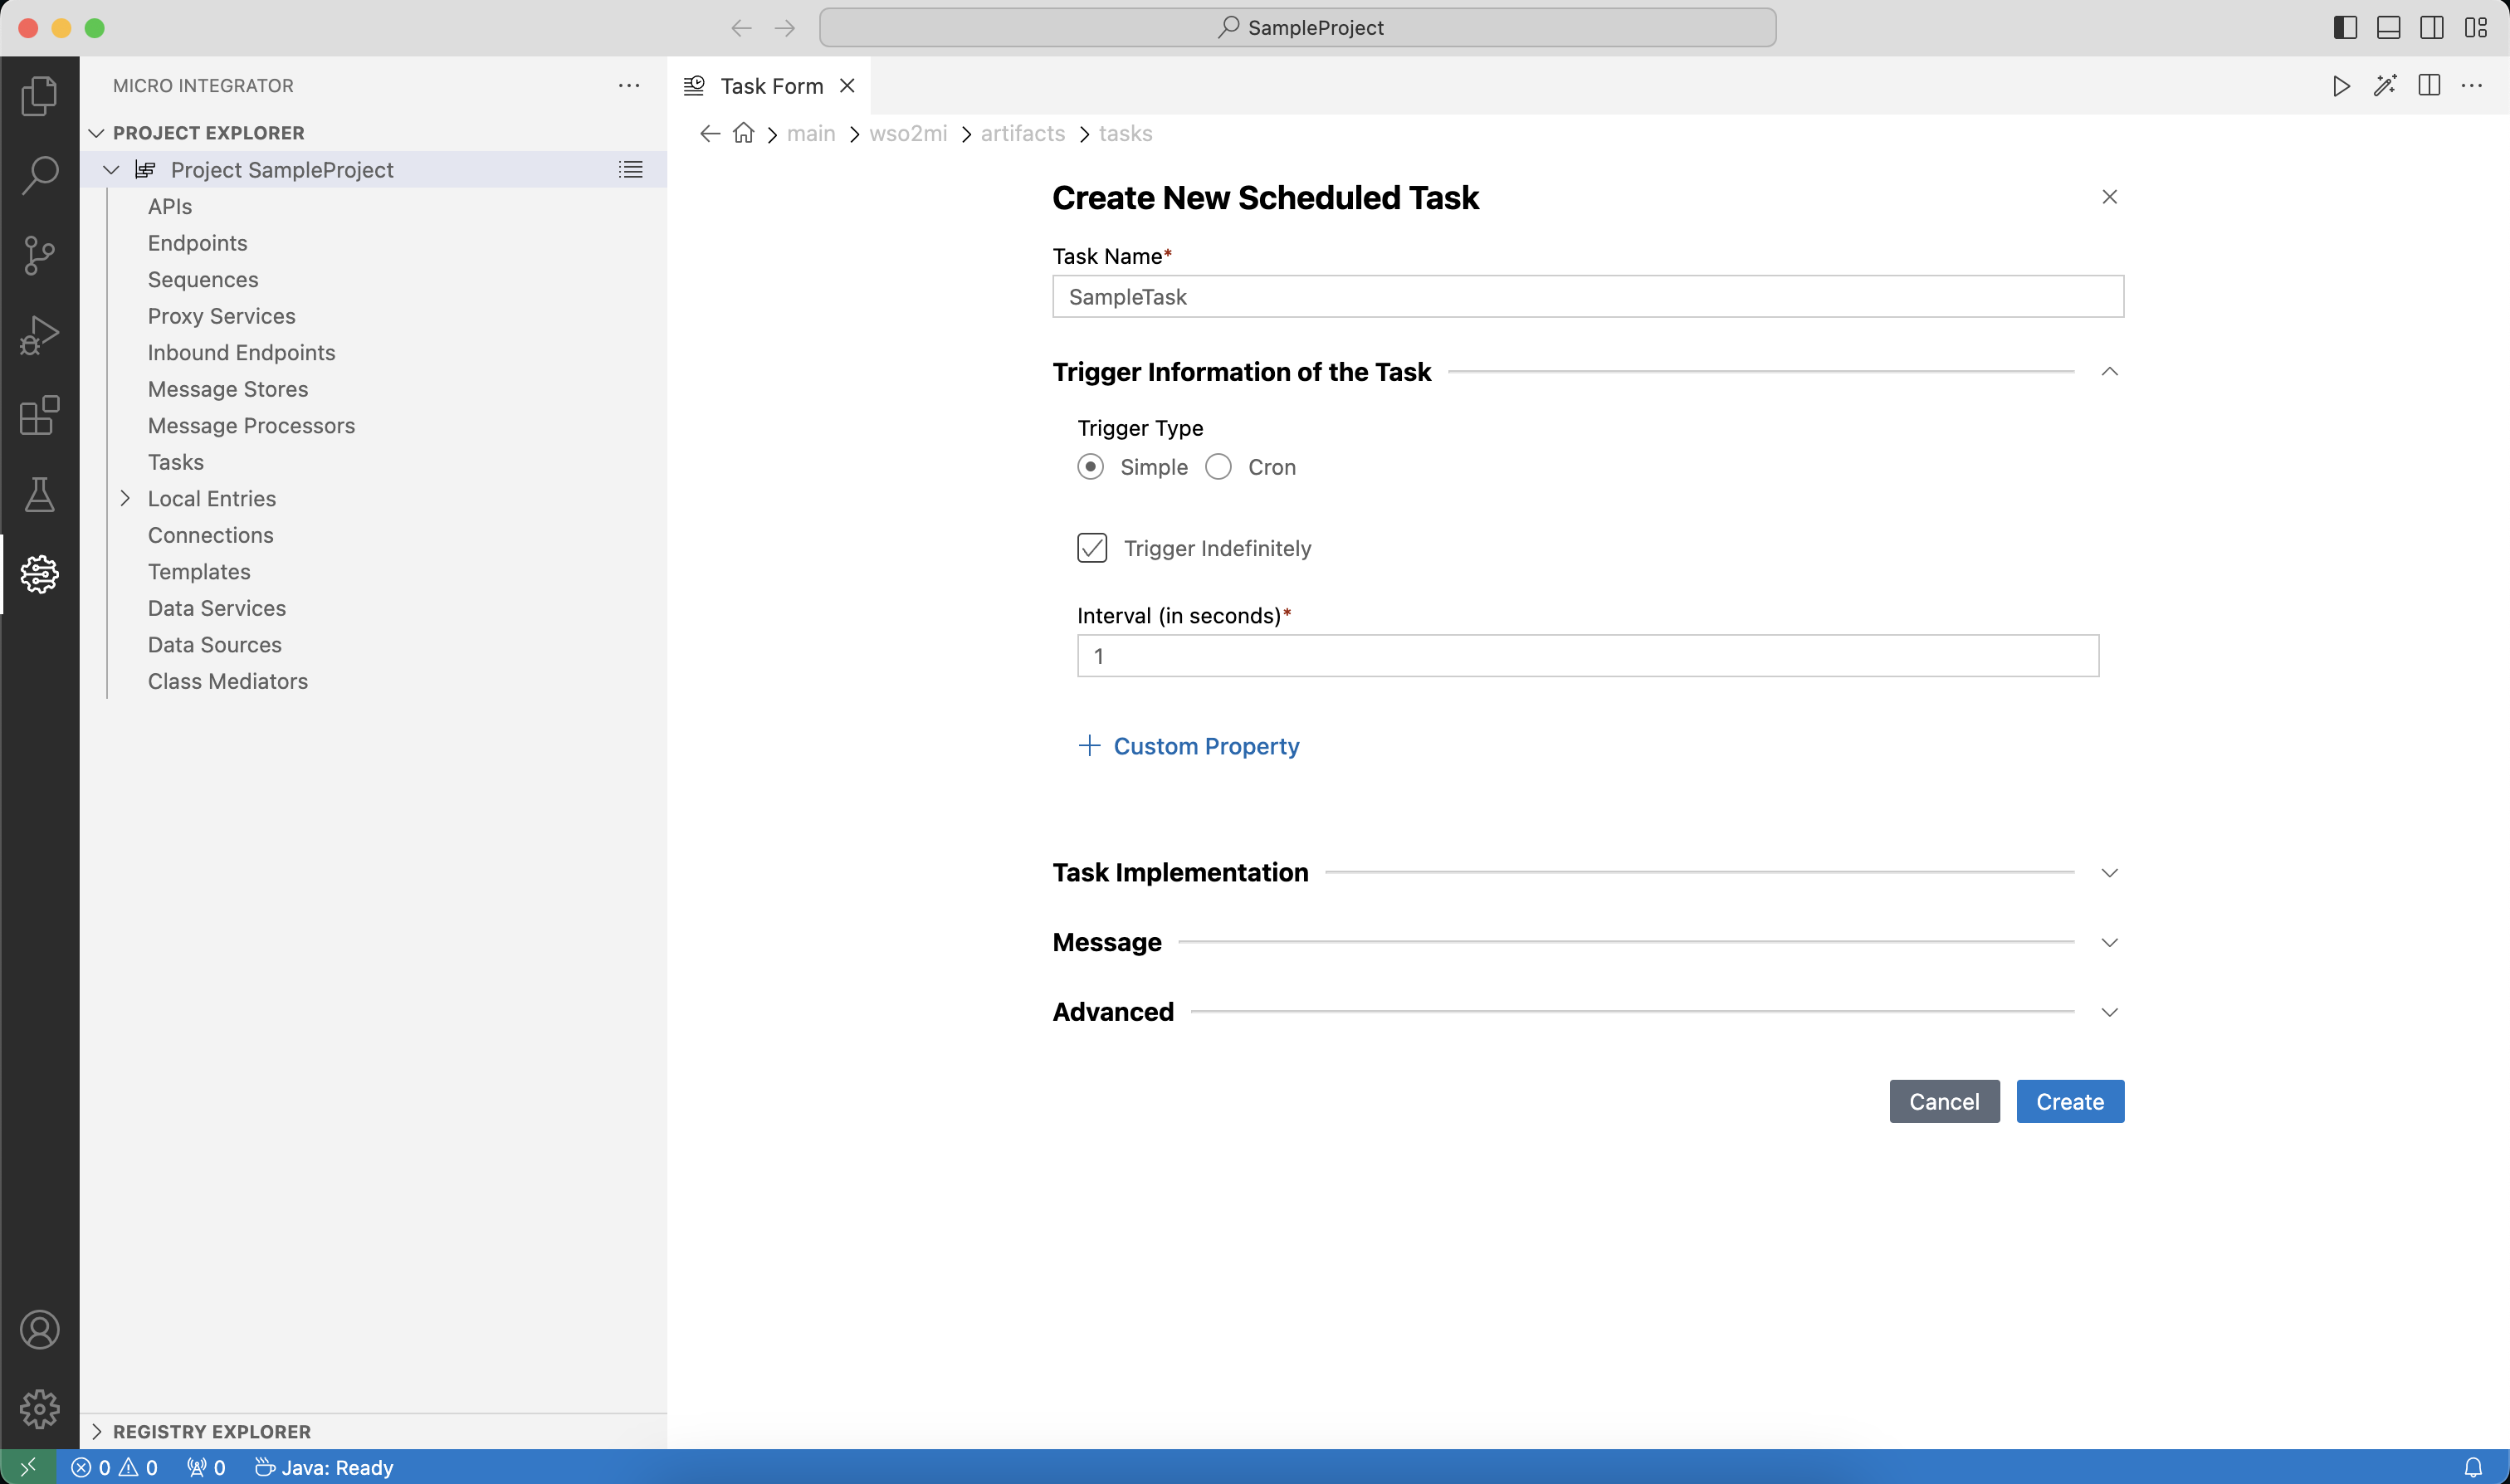 SampleProject
MICRO INTEGRATOR
PROJECT EXPLORER
Project SampleProject
APIs
Endpoints
Sequences
Proxy Services
Inbound Endpoints
Message Stores
Message Processors
Tasks
Local Entries
Connections
Templates
Data Services
Data Sources
Class Mediators
REGISTRY EXPLORER
Task Form
main > wso2mi > artifacts > tasks
Create New Scheduled Task
Task Name*
SampleTask
Trigger Information of the Task
Trigger Type
Simple Cron
Trigger Indefinitely
Interval (in seconds)*
1
Custom Property
Task Implementation
Message
Advanced
Cancel Create
0 0 0 Java: Ready